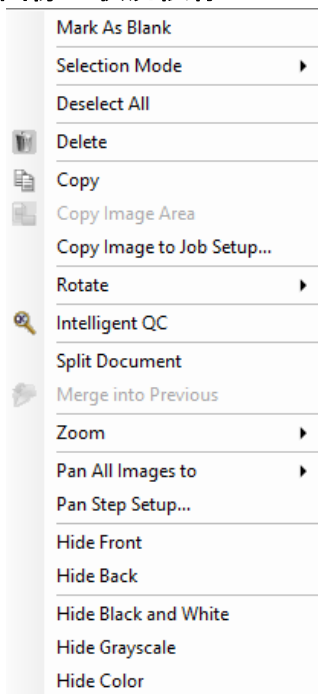 Mark As Blank
Selection Mode
Deselect All
Delete
Copy
Copy Image Area
Copy Image to Job Setup...
Rotate
Intelligent QC
Split Document
Merge into Previous
Zoom
Pan All Images to
Pan Step Setup...
Hide Front
Hide Back
Hide Black and White
Hide Grayscale
Hide Color